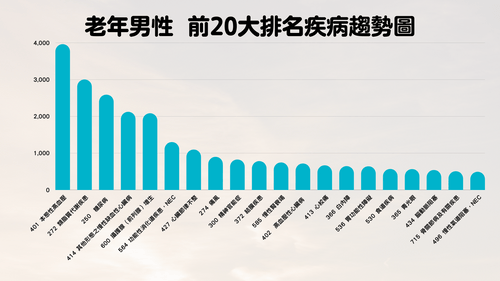 老年男性 前20大排名疾病趨勢圖
4,000
3,000
2,000
1,000
0
401 本態性高血壓
272 脂醣類代謝疾患
250 糖尿病
414 其他形態之慢性缺血性心臟病
600 攝護腺（前列腺）增生
564 功能性消化道疾患，NEC
427 心臟節律不整
274 痛風
300 精神官能症
372 結膜疾患
585 慢性腎衰竭
402 高血壓性心臟病
413 心絞痛
366 白內障
536 胃功能性障礙
530 食道疾病
365 青光眼
434 腦動脈阻塞
715 骨關節病及有關疾患
496 慢性氣道阻塞，NEC